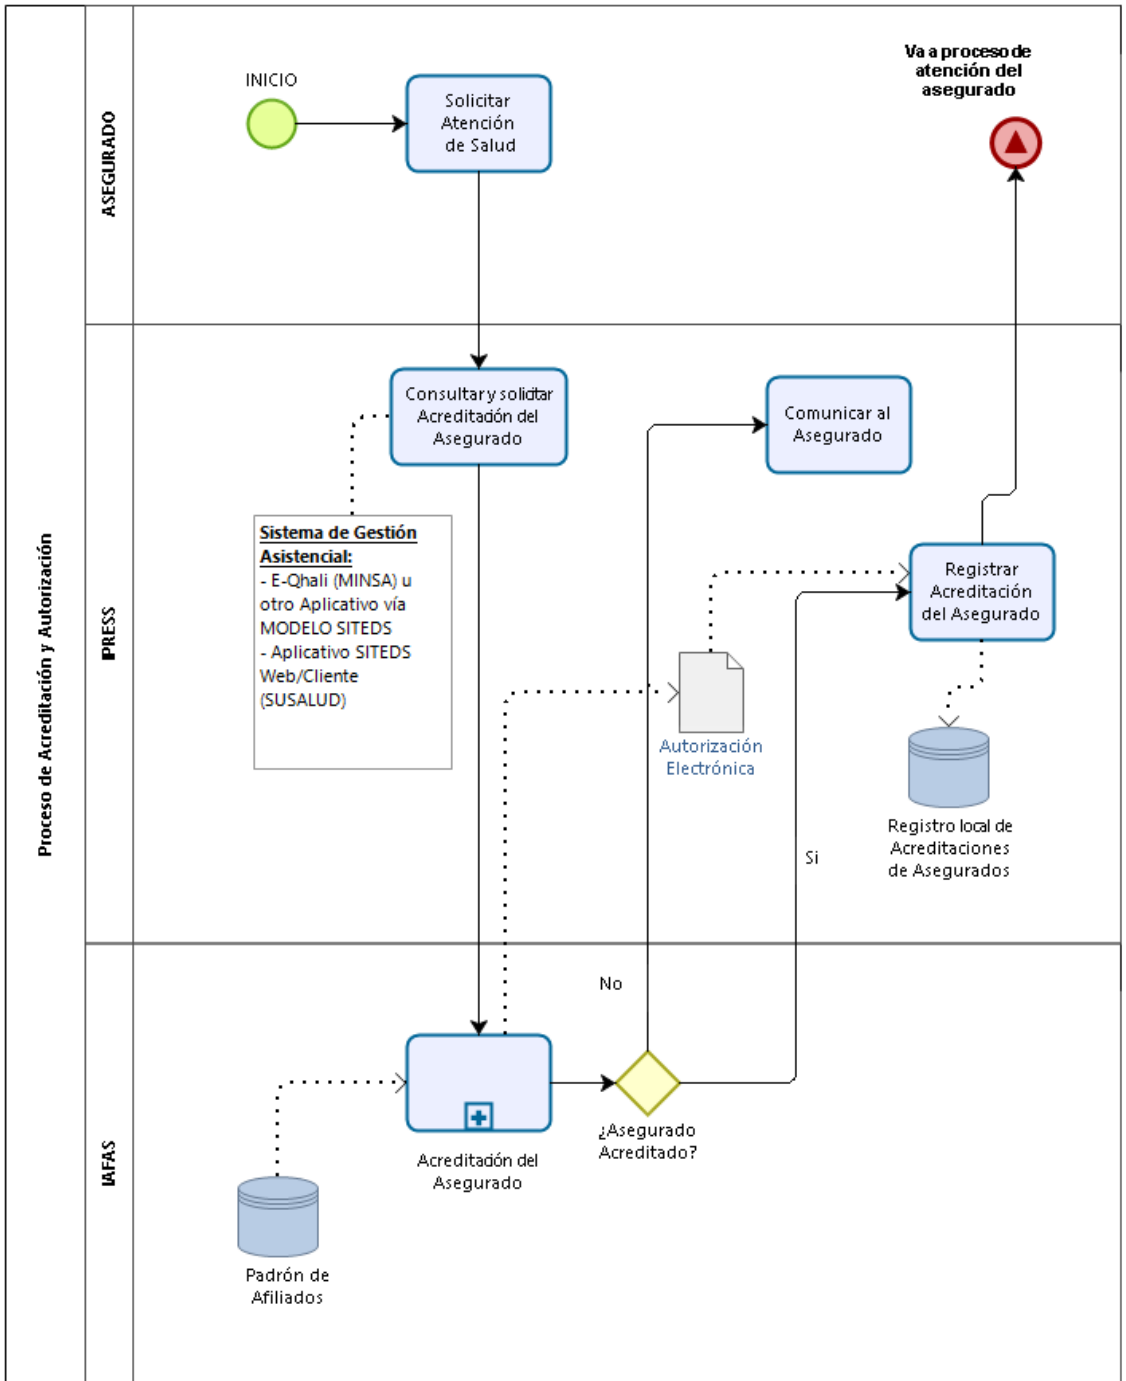 Proceso de Acreditación y Autorización
ASEGURADO
INICIO
Solicitar
Atención
de Salud
Va a proceso de
atención del
asegurado
IPRESS
Consultar y solicitar
Acreditación del
Asegurado
Comunicar al
Asegurado
Sistema de Gestión
Asistencial:
- E-Qhali (MINSA) u
otro Aplicativo vía
MODELO SITEDS
- Aplicativo SITEDS
Web/Cliente
(SUSALUD)
Registrar
Acreditación
del Asegurado
Autorización
Electrónica
Registro local de
Acreditaciones
de Asegurados
Si
IAFAS
No
Acreditación del
Asegurado
¿Asegurado
Acreditado?
Padrón de
Afiliados